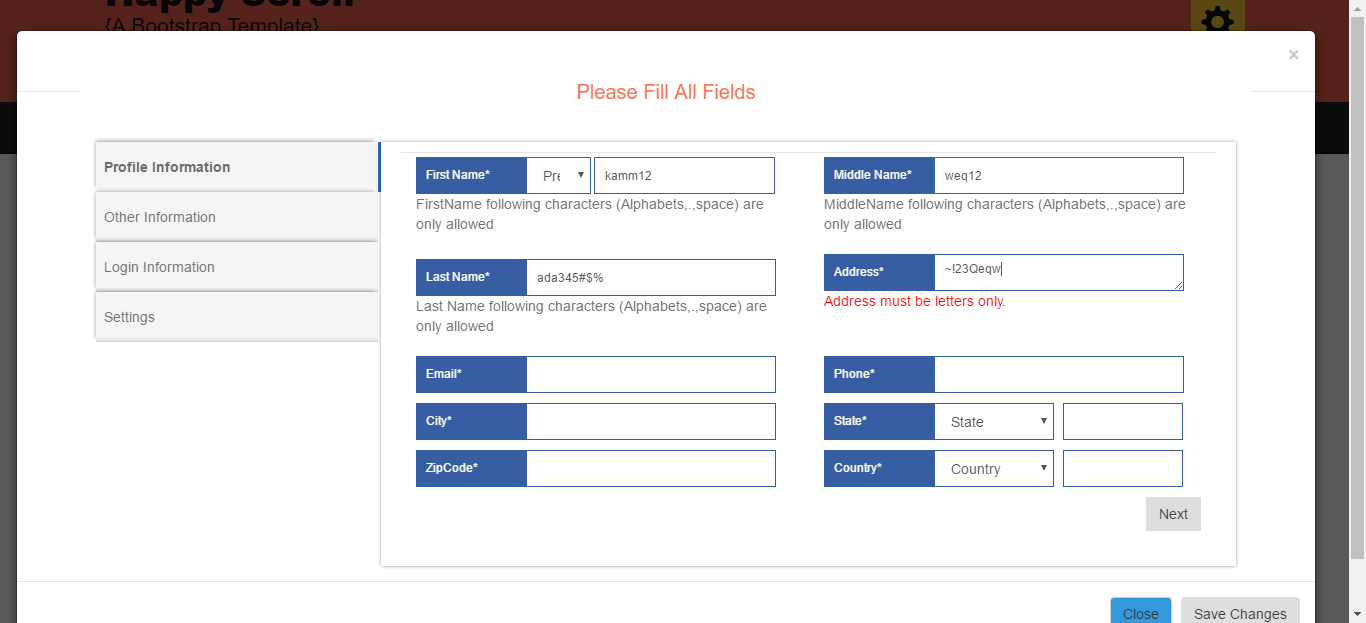 Happy Scroll
{A Bootstrap Template}
×
Please Fill All Fields
Profile Information
Other Information
Login Information
Settings
First Name* Pre kamm12
FirstName following characters (Alphabets,.,space) are
only allowed
Middle Name* weq12
MiddleName following characters (Alphabets,.,space) are
only allowed
Last Name* ada345#$%
Last Name following characters (Alphabets,.,space) are
only allowed
Address* ~!23Qeqw
Address must be letters only.
Email*
Phone*
City*
State* State
ZipCode*
Country* Country
Next
Close Save Changes